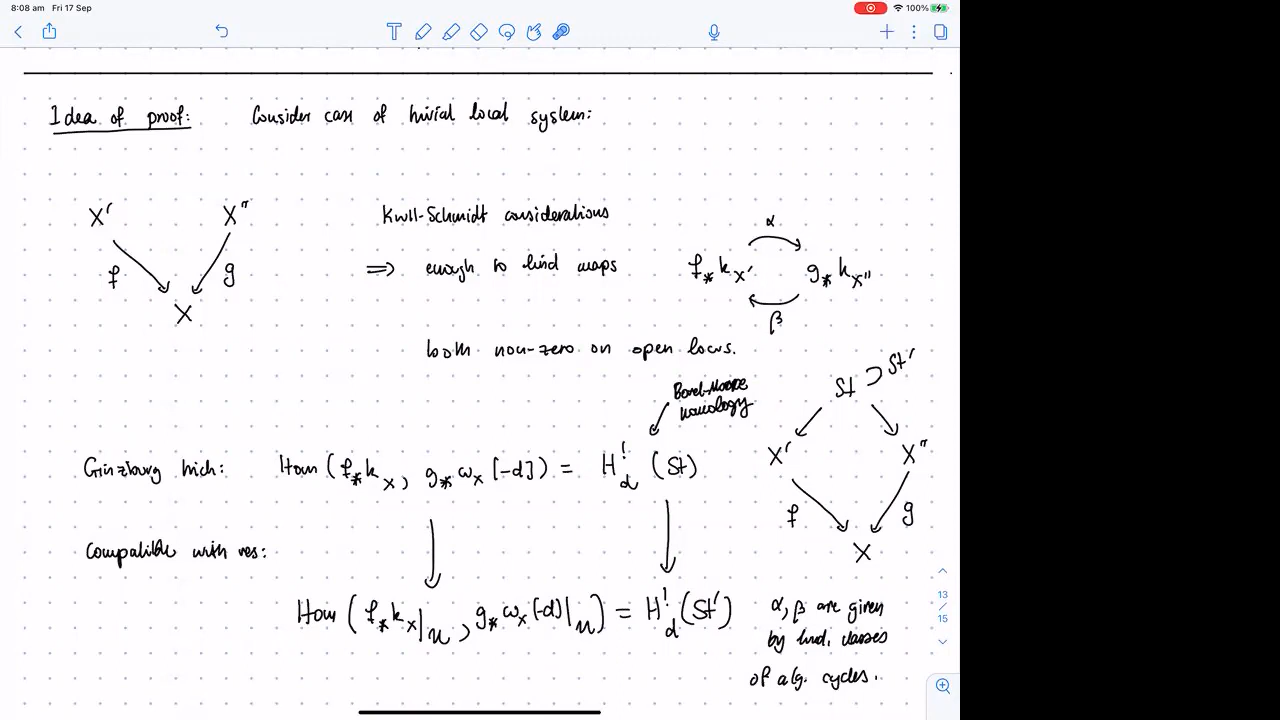 8:08 am Fri 17 Sep
100%
Idea of proof: Consider case of trivial local system:
X' X"
f g
X
Krull-Schmidt considerations
⟹ enough to find maps
α
f_* k_{X'} g_* k_{X''}
β
both non-zero on open locus.
St ⊃ St'
Borel-Moore
homology
X' X"
f g
X
Ginzburg trick: Hom (f_* k_X, g_* ω_X [-d]) = H^!_d (St)
Compatible with res:
Hom (f_* k_X|_U, g_* ω_X [-d]|_U) = H^!_d (St')
α, β are given
by fund. classes
of alg. cycles.
13
/
15